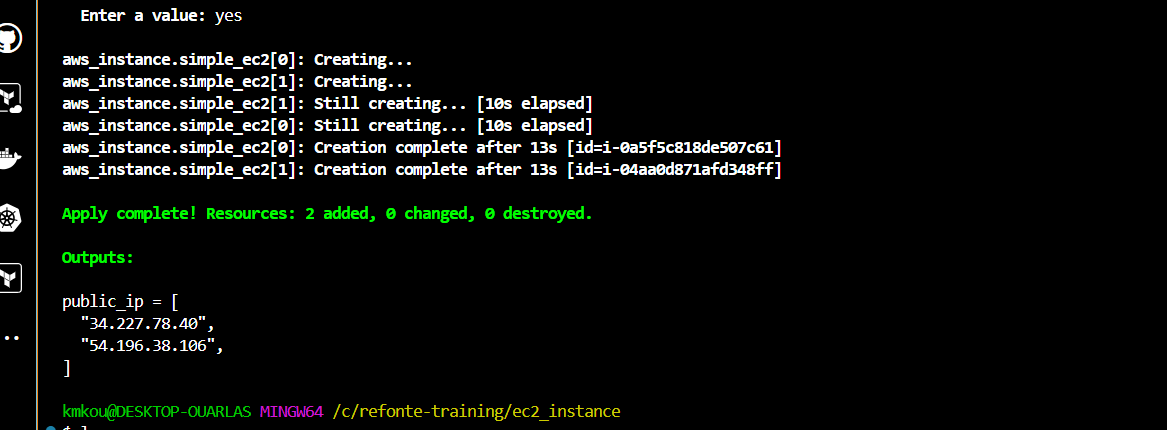 Enter a value: yes
aws_instance.simple_ec2[0]: Creating...
aws_instance.simple_ec2[1]: Creating...
aws_instance.simple_ec2[1]: Still creating... [10s elapsed]
aws_instance.simple_ec2[0]: Still creating... [10s elapsed]
aws_instance.simple_ec2[0]: Creation complete after 13s [id=i-0a5f5c818de507c61]
aws_instance.simple_ec2[1]: Creation complete after 13s [id=i-04aa0d871afd348ff]
Apply complete! Resources: 2 added, 0 changed, 0 destroyed.
Outputs:
public_ip = [
"34.227.78.40",
"54.196.38.106",
]
kmkou@DESKTOP-OUARLAS MINGW64 /c/refonte-training/ec2_instance